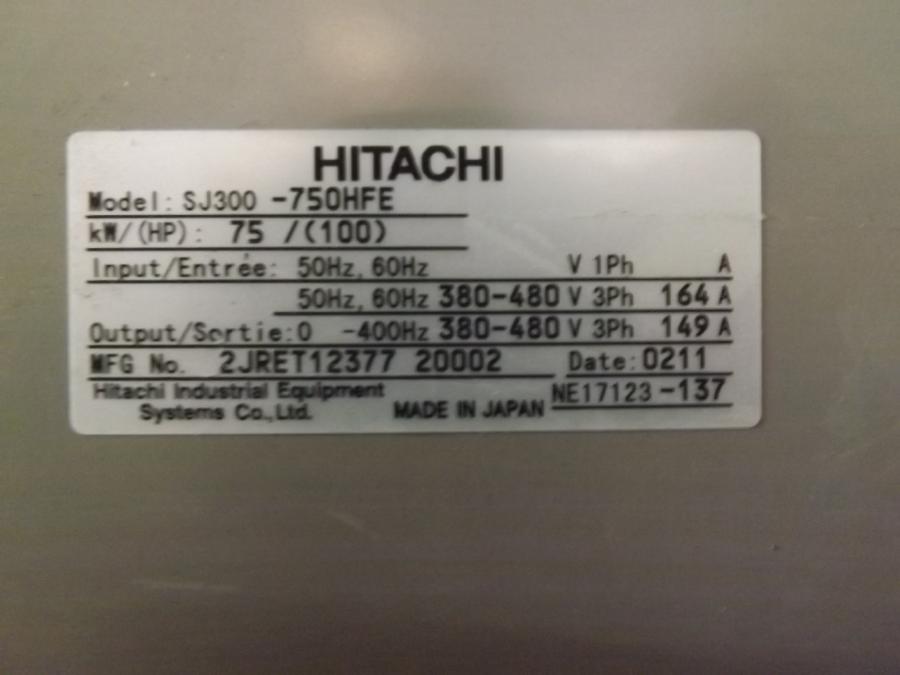 HITACHI
Model: SJ300 -750HFE
kW/(HP): 75 /(100)
Input/Entrée: 50Hz, 60Hz V 1Ph A
50Hz, 60Hz 380-480 V 3Ph 164 A
Output/Sortie: 0 -400Hz 380-480 V 3Ph 149 A
MFG No. 2JRET12377 20002 Date: 0211
Hitachi Industrial Equipment
Systems Co., Ltd. MADE IN JAPAN NE17123 -137